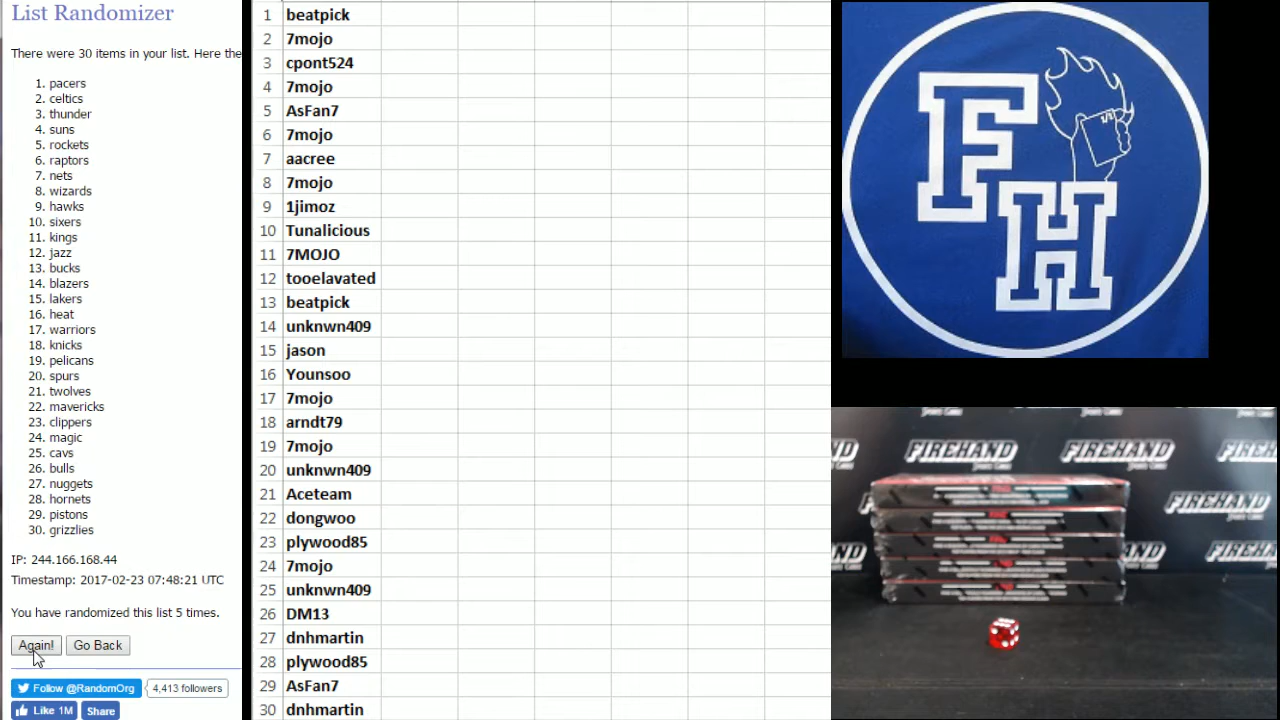 List Randomizer
There were 30 items in your list. Here the
1. pacers
2. celtics
3. thunder
4. suns
5. rockets
6. raptors
7. nets
8. wizards
9. hawks
10. sixers
11. kings
12. jazz
13. bucks
14. blazers
15. lakers
16. heat
17. warriors
18. knicks
19. pelicans
20. spurs
21. twolves
22. mavericks
23. clippers
24. magic
25. cavs
26. bulls
27. nuggets
28. hornets
29. pistons
30. grizzlies
IP: 244.166.168.44
Timestamp: 2017-02-23 07:48:21 UTC
You have randomized this list 5 times.
Again! Go Back
Follow @RandomOrg 4,413 followers
Like 1M Share
1 beatpick
2 7mojo
3 cpont524
4 7mojo
5 AsFan7
6 7mojo
7 aacree
8 7mojo
9 1jimoz
10 Tunalicious
11 7MOJO
12 tooelavated
13 beatpick
14 unknwn409
15 jason
16 Younsoo
17 7mojo
18 arndt79
19 7mojo
20 unknwn409
21 Aceteam
22 dongwoo
23 plywood85
24 7mojo
25 unknwn409
26 DM13
27 dnhmartin
28 plywood85
29 AsFan7
30 dnhmartin
F
1/1
H
FIREHAND FIREHAND
FIREHAND